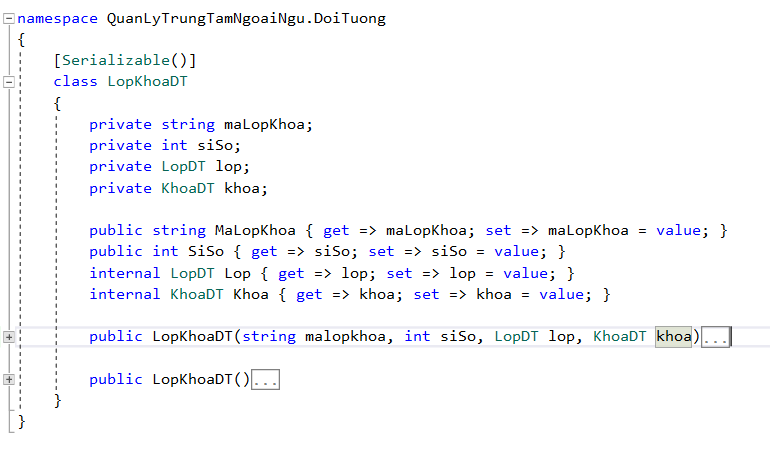 namespace QuanLyTrungTamNgoaiNgu.DoiTuong
{
[Serializable()]
class LopKhoaDT
{
private string maLopKhoa;
private int siSo;
private LopDT lop;
private KhoaDT khoa;
public string MaLopKhoa { get => maLopKhoa; set => maLopKhoa = value; }
public int SiSo { get => siSo; set => siSo = value; }
internal LopDT Lop { get => lop; set => lop = value; }
internal KhoaDT Khoa { get => khoa; set => khoa = value; }
public LopKhoaDT(string malopkhoa, int siSo, LopDT lop, KhoaDT khoa)...
public LopKhoaDT()...
}
}